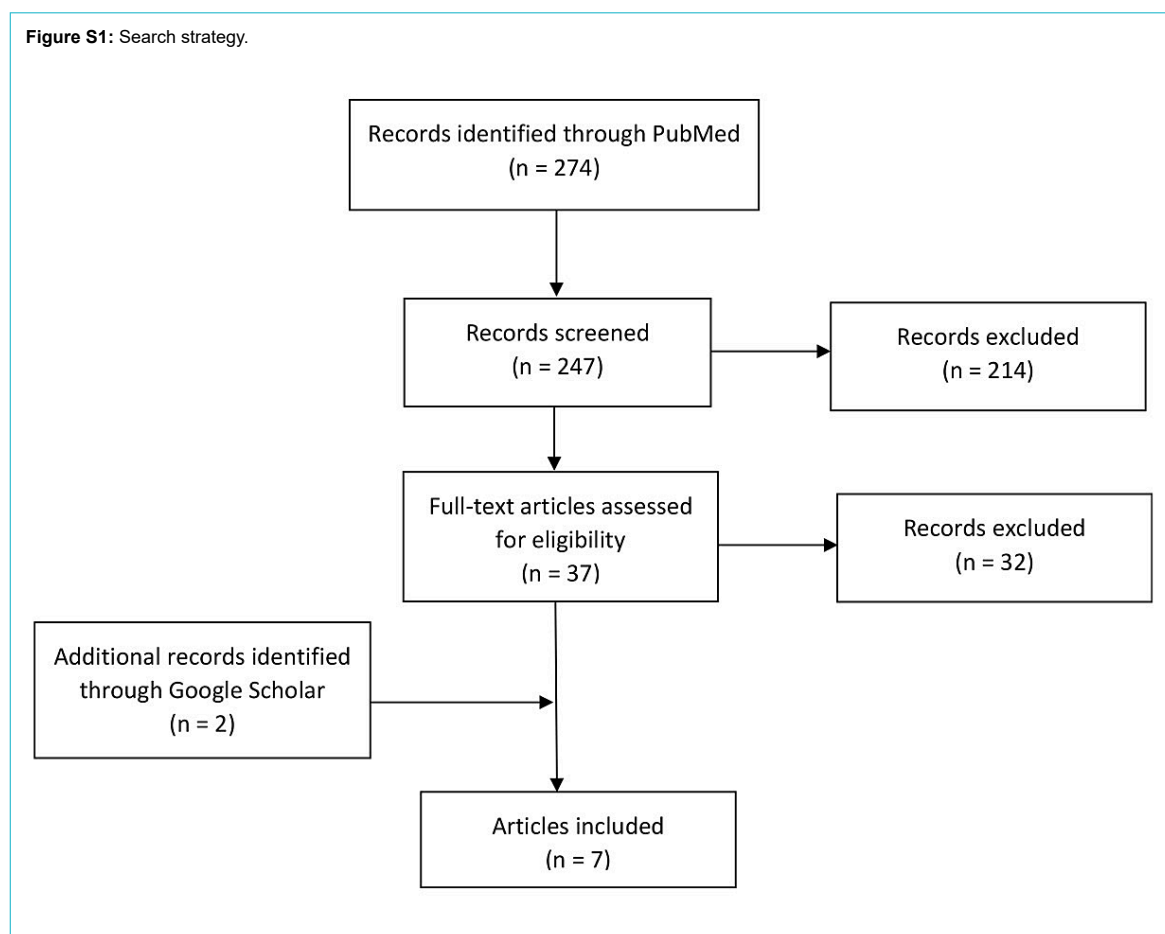 Figure S1: Search strategy.
Records identified through PubMed
(n = 274)
Records screened
(n = 247)
Records excluded
(n = 214)
Full-text articles assessed
for eligibility
(n = 37)
Records excluded
(n = 32)
Additional records identified
through Google Scholar
(n = 2)
Articles included
(n = 7)